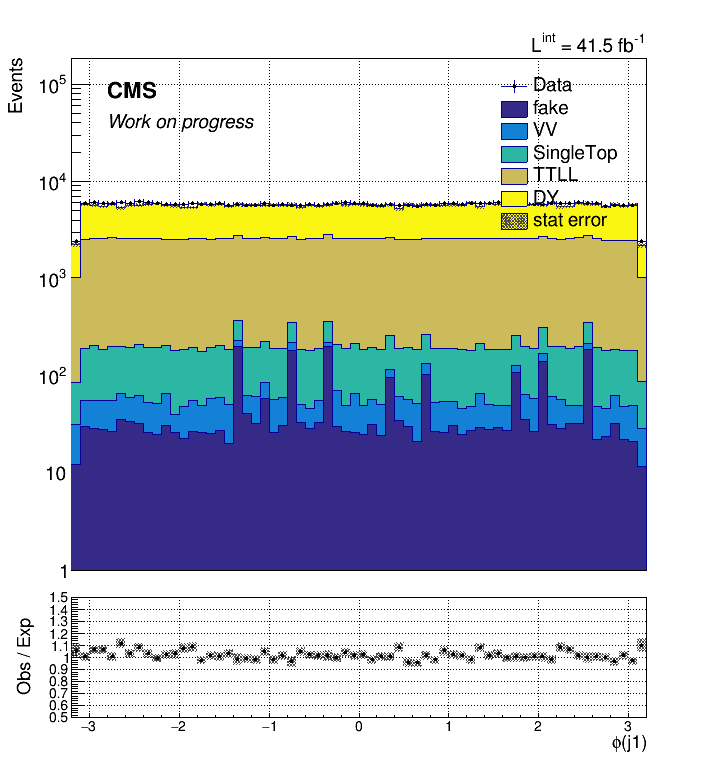 L^int = 41.5 fb^-1
Events
CMS
Work on progress
Data
fake
VV
SingleTop
TTLL
DY
stat error
10^5
10^4
10^3
10^2
10
1
Obs / Exp
1.5
1.4
1.3
1.2
1.1
1
0.9
0.8
0.7
0.6
0.5
−3 −2 −1 0 1 2 3
ϕ(j1)